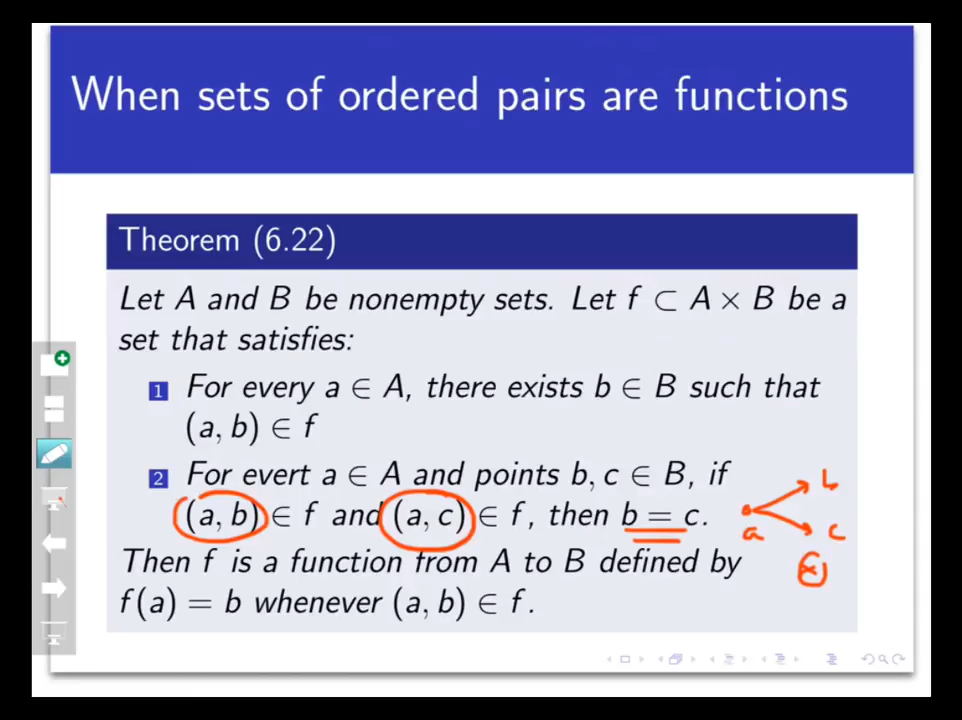 When sets of ordered pairs are functions
Theorem (6.22)
Let A and B be nonempty sets. Let f ⊂ A × B be a
set that satisfies:
1 For every a ∈ A, there exists b ∈ B such that
(a, b) ∈ f
2 For evert a ∈ A and points b, c ∈ B, if
(a, b) ∈ f and (a, c) ∈ f, then b = c.
Then f is a function from A to B defined by
f(a) = b whenever (a, b) ∈ f.
b
a
c